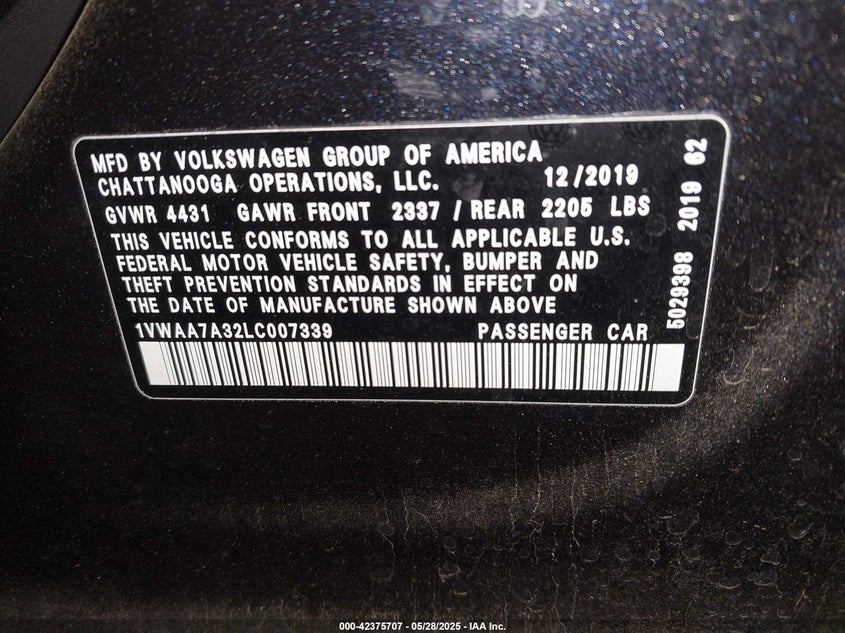 MFD BY VOLKSWAGEN GROUP OF AMERICA
CHATTANOOGA OPERATIONS, LLC. 12/2019
GVWR 4431 GAWR FRONT 2337 / REAR 2205 LBS
THIS VEHICLE CONFORMS TO ALL APPLICABLE U.S.
FEDERAL MOTOR VEHICLE SAFETY, BUMPER AND
THEFT PREVENTION STANDARDS IN EFFECT ON
THE DATE OF MANUFACTURE SHOWN ABOVE
1VWAA7A32LC007339 PASSENGER CAR
5029398 2019 62
000-42375707 - 05/28/2025 - IAA Inc.